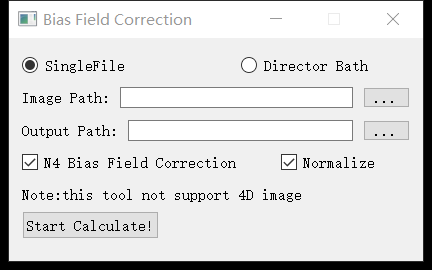 Bias Field Correction
SingleFile Director Bath
Image Path: ...
Output Path: ...
N4 Bias Field Correction Normalize
Note:this tool not support 4D image
Start Calculate!